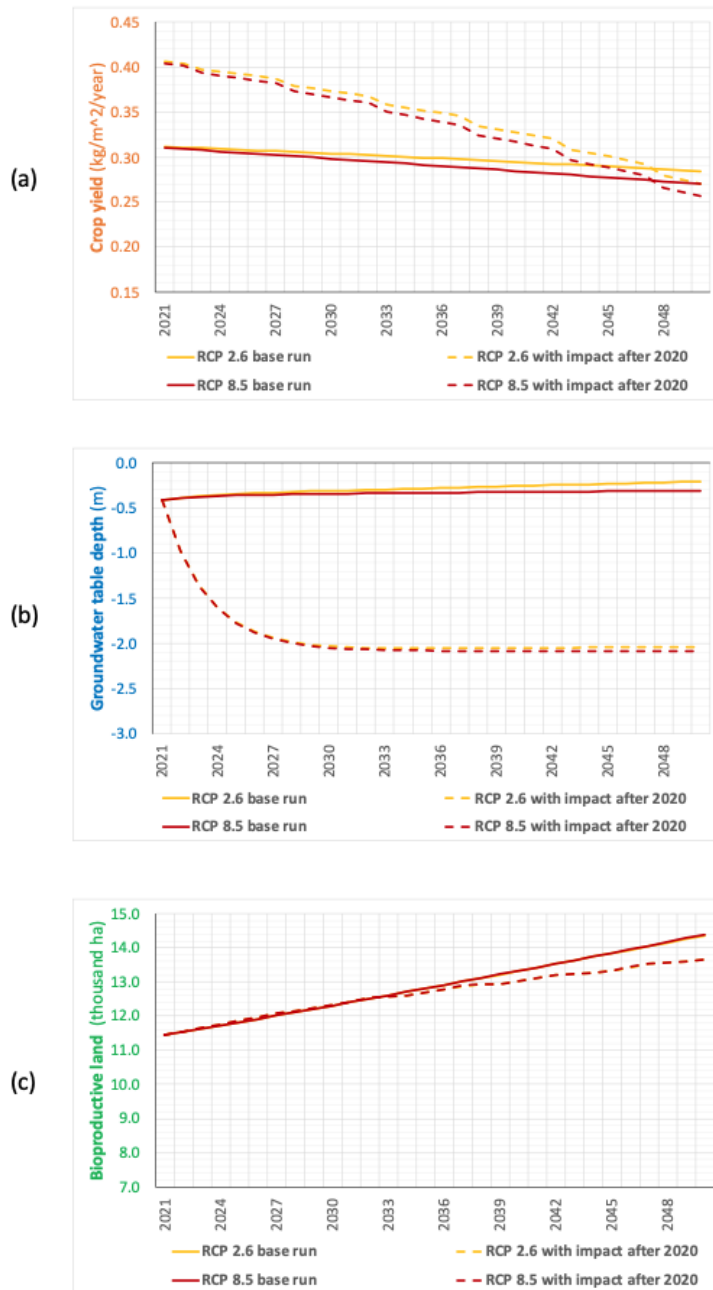 (a)
Crop yield (kg/m^2/year)
0.45
0.40
0.35
0.30
0.25
0.20
0.15
2021 2024 2027 2030 2033 2036 2039 2042 2045 2048
RCP 2.6 base run RCP 2.6 with impact after 2020
RCP 8.5 base run RCP 8.5 with impact after 2020
(b)
Groundwater table depth (m)
0.0
-0.5
-1.0
-1.5
-2.0
-2.5
-3.0
2021 2024 2027 2030 2033 2036 2039 2042 2045 2048
RCP 2.6 base run RCP 2.6 with impact after 2020
RCP 8.5 base run RCP 8.5 with impact after 2020
(c)
Bioproductive land (thousand ha)
15.0
14.0
13.0
12.0
11.0
10.0
9.0
8.0
7.0
2021 2024 2027 2030 2033 2036 2039 2042 2045 2048
RCP 2.6 base run RCP 2.6 with impact after 2020
RCP 8.5 base run RCP 8.5 with impact after 2020